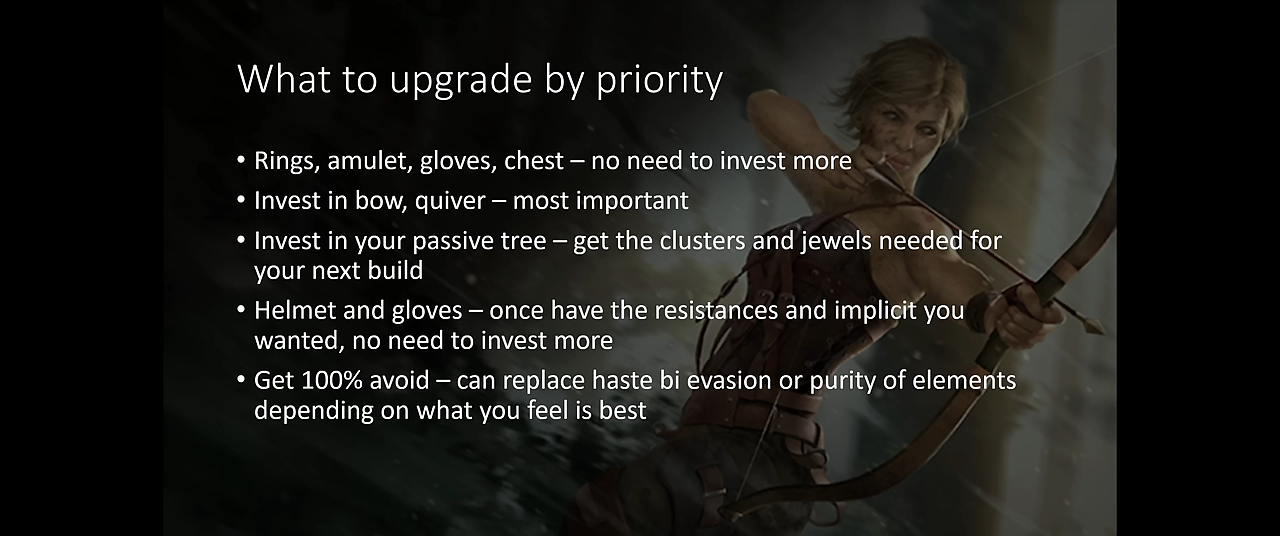 What to upgrade by priority
• Rings, amulet, gloves, chest – no need to invest more
• Invest in bow, quiver – most important
• Invest in your passive tree – get the clusters and jewels needed for
your next build
• Helmet and gloves – once have the resistances and implicit you
wanted, no need to invest more
• Get 100% avoid – can replace haste bi evasion or purity of elements
depending on what you feel is best